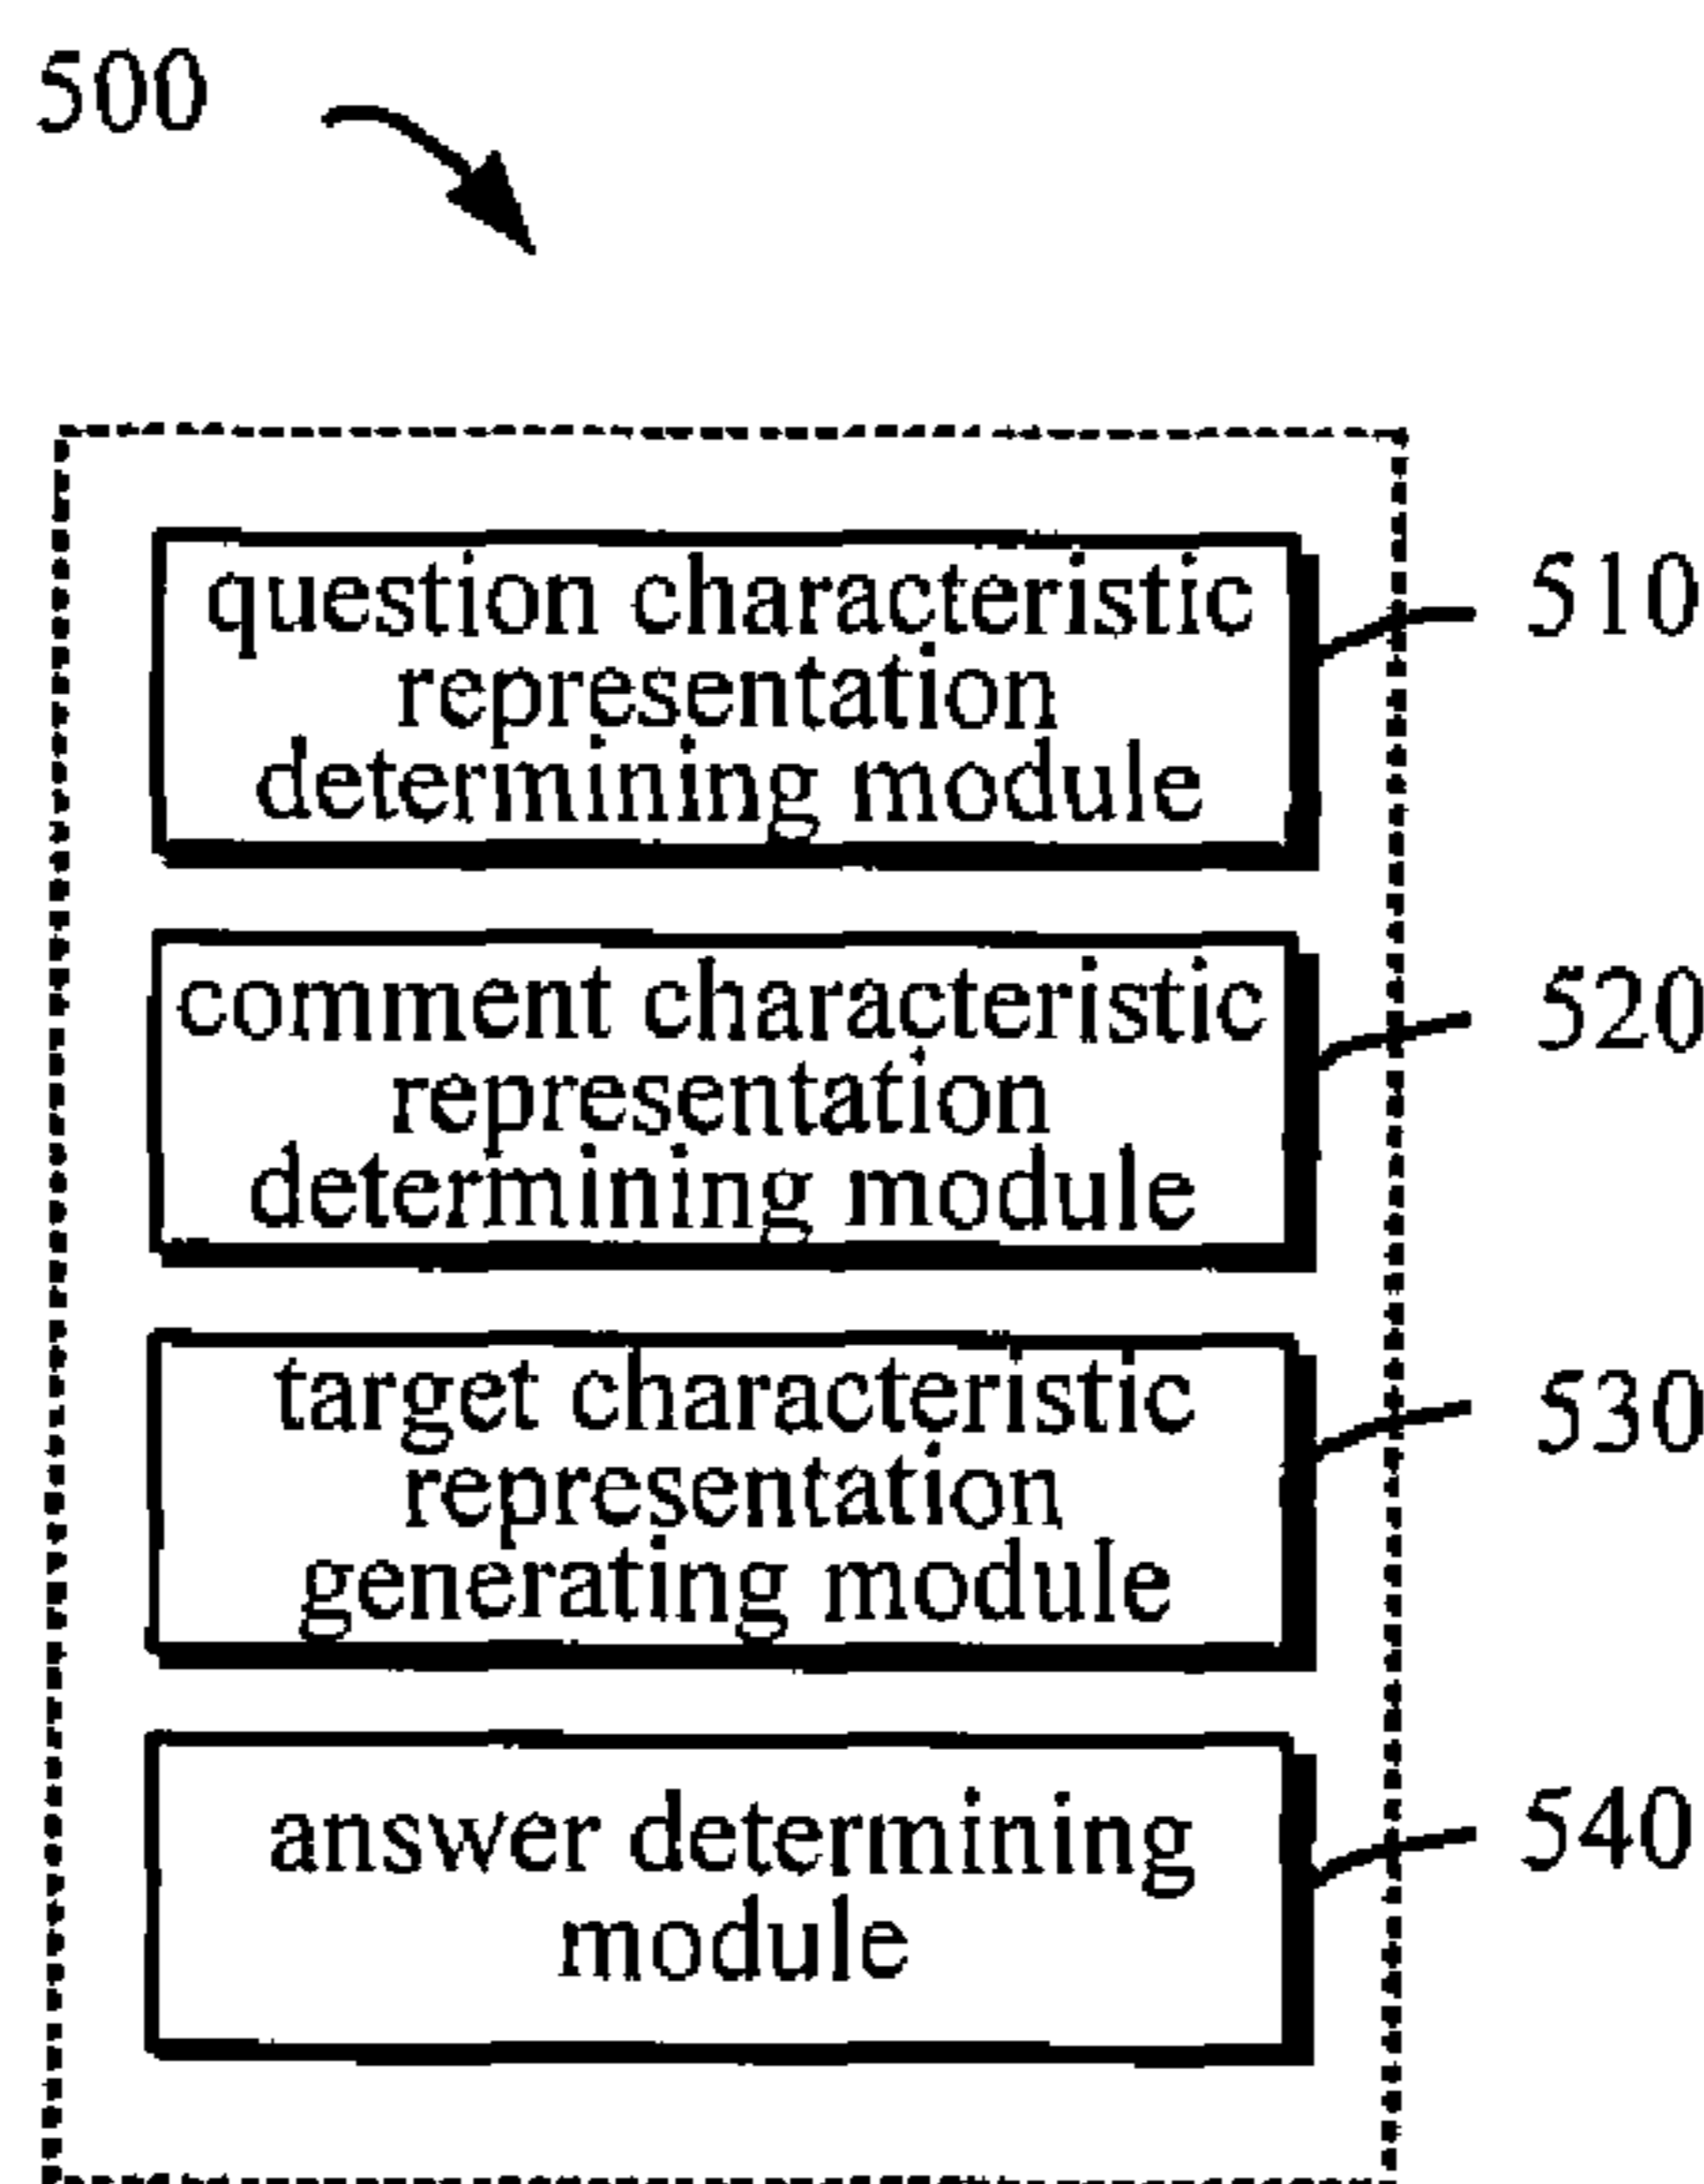 500
question characteristic
representation
determining module
510
comment characteristic
representation
determining module
520
target characteristic
representation
generating module
530
answer determining
module
540